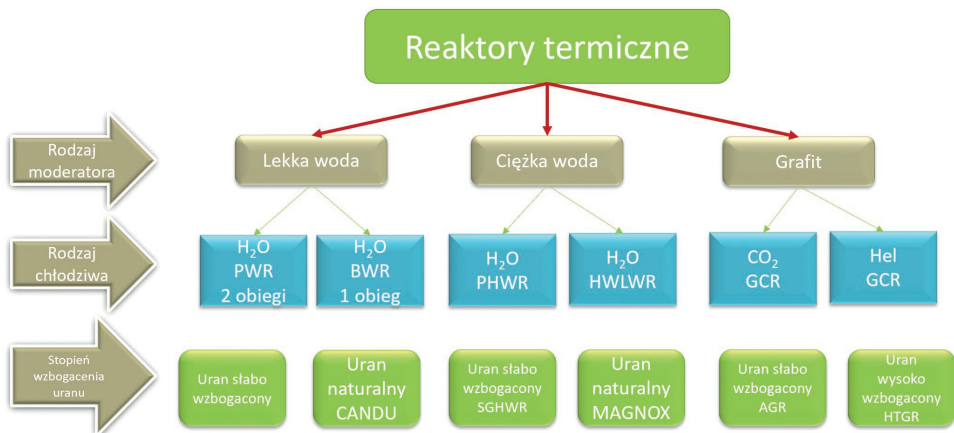 Reaktory termiczne
Rodzaj
moderatora
Lekka woda
Ciężka woda
Grafit
Rodzaj
chłodziwa
H₂O
PWR
2 obiegi
H₂O
BWR
1 obieg
H₂O
PHWR
H₂O
HWLWR
CO₂
GCR
Hel
GCR
Stopień
wzbogacenia
uranu
Uran słabo
wzbogacony
Uran
naturalny
CANDU
Uran słabo
wzbogacony
SGHWR
Uran
naturalny
MAGNOX
Uran słabo
wzbogacony
AGR
Uran
wysoko
wzbogacony
HTGR